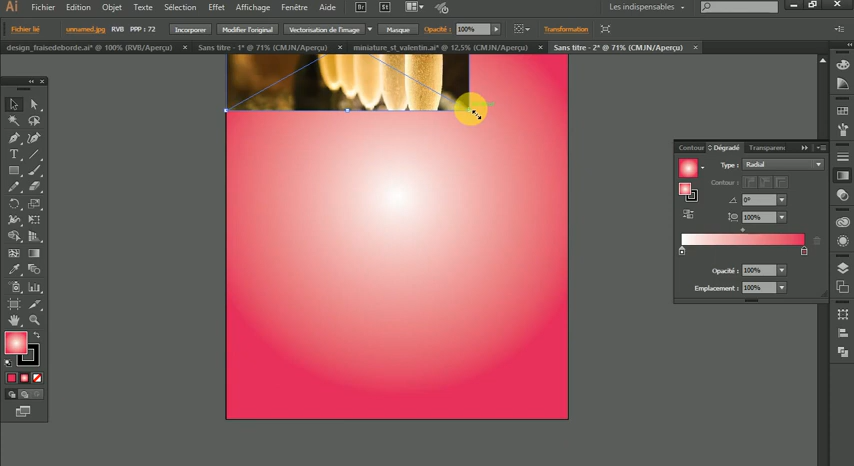 Ai Fichier Edition Objet Texte Sélection Effet Affichage Fenêtre Aide Br St Les indispensables
Fichier lié unnamed.jpg RVB PPP : 72 Incorporer Modifier l'original Vectorisation de l'image Masque Opacité : 100% Transformation
design_fraisedeborde.ai* @ 100% (RVB/Aperçu) × Sans titre - 1* @ 71% (CMJN/Aperçu) × miniature_st_valentin.ai* @ 12,5% (CMJN/Aperçu) × Sans titre - 2* @ 71% (CMJN/Aperçu) ×
Contour Dégradé Transparenc
Type : Radial
Contour :
0°
100%
Opacité : 100%
Emplacement : 100%